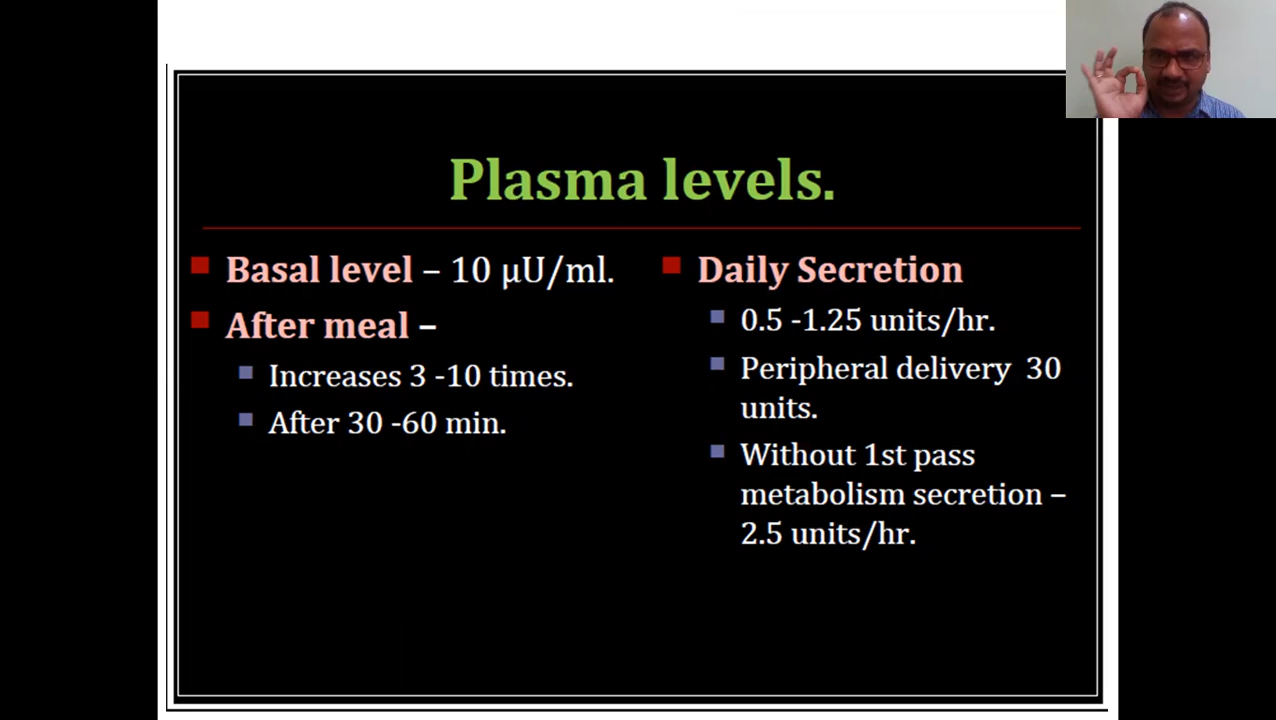 Plasma levels.
Basal level – 10 µU/ml.
After meal –
Increases 3 -10 times.
After 30 -60 min.
Daily Secretion
0.5 -1.25 units/hr.
Peripheral delivery 30
units.
Without 1st pass
metabolism secretion –
2.5 units/hr.